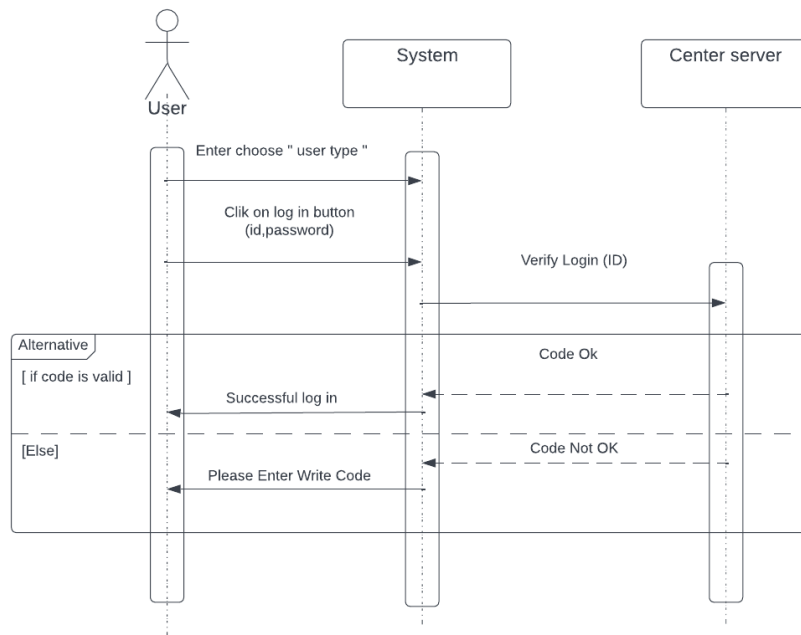 User
System
Center server
Enter choose " user type "
Clik on log in button
(id,password)
Verify Login (ID)
Alternative
[ if code is valid ]
Code Ok
Successful log in
[Else]
Code Not OK
Please Enter Write Code